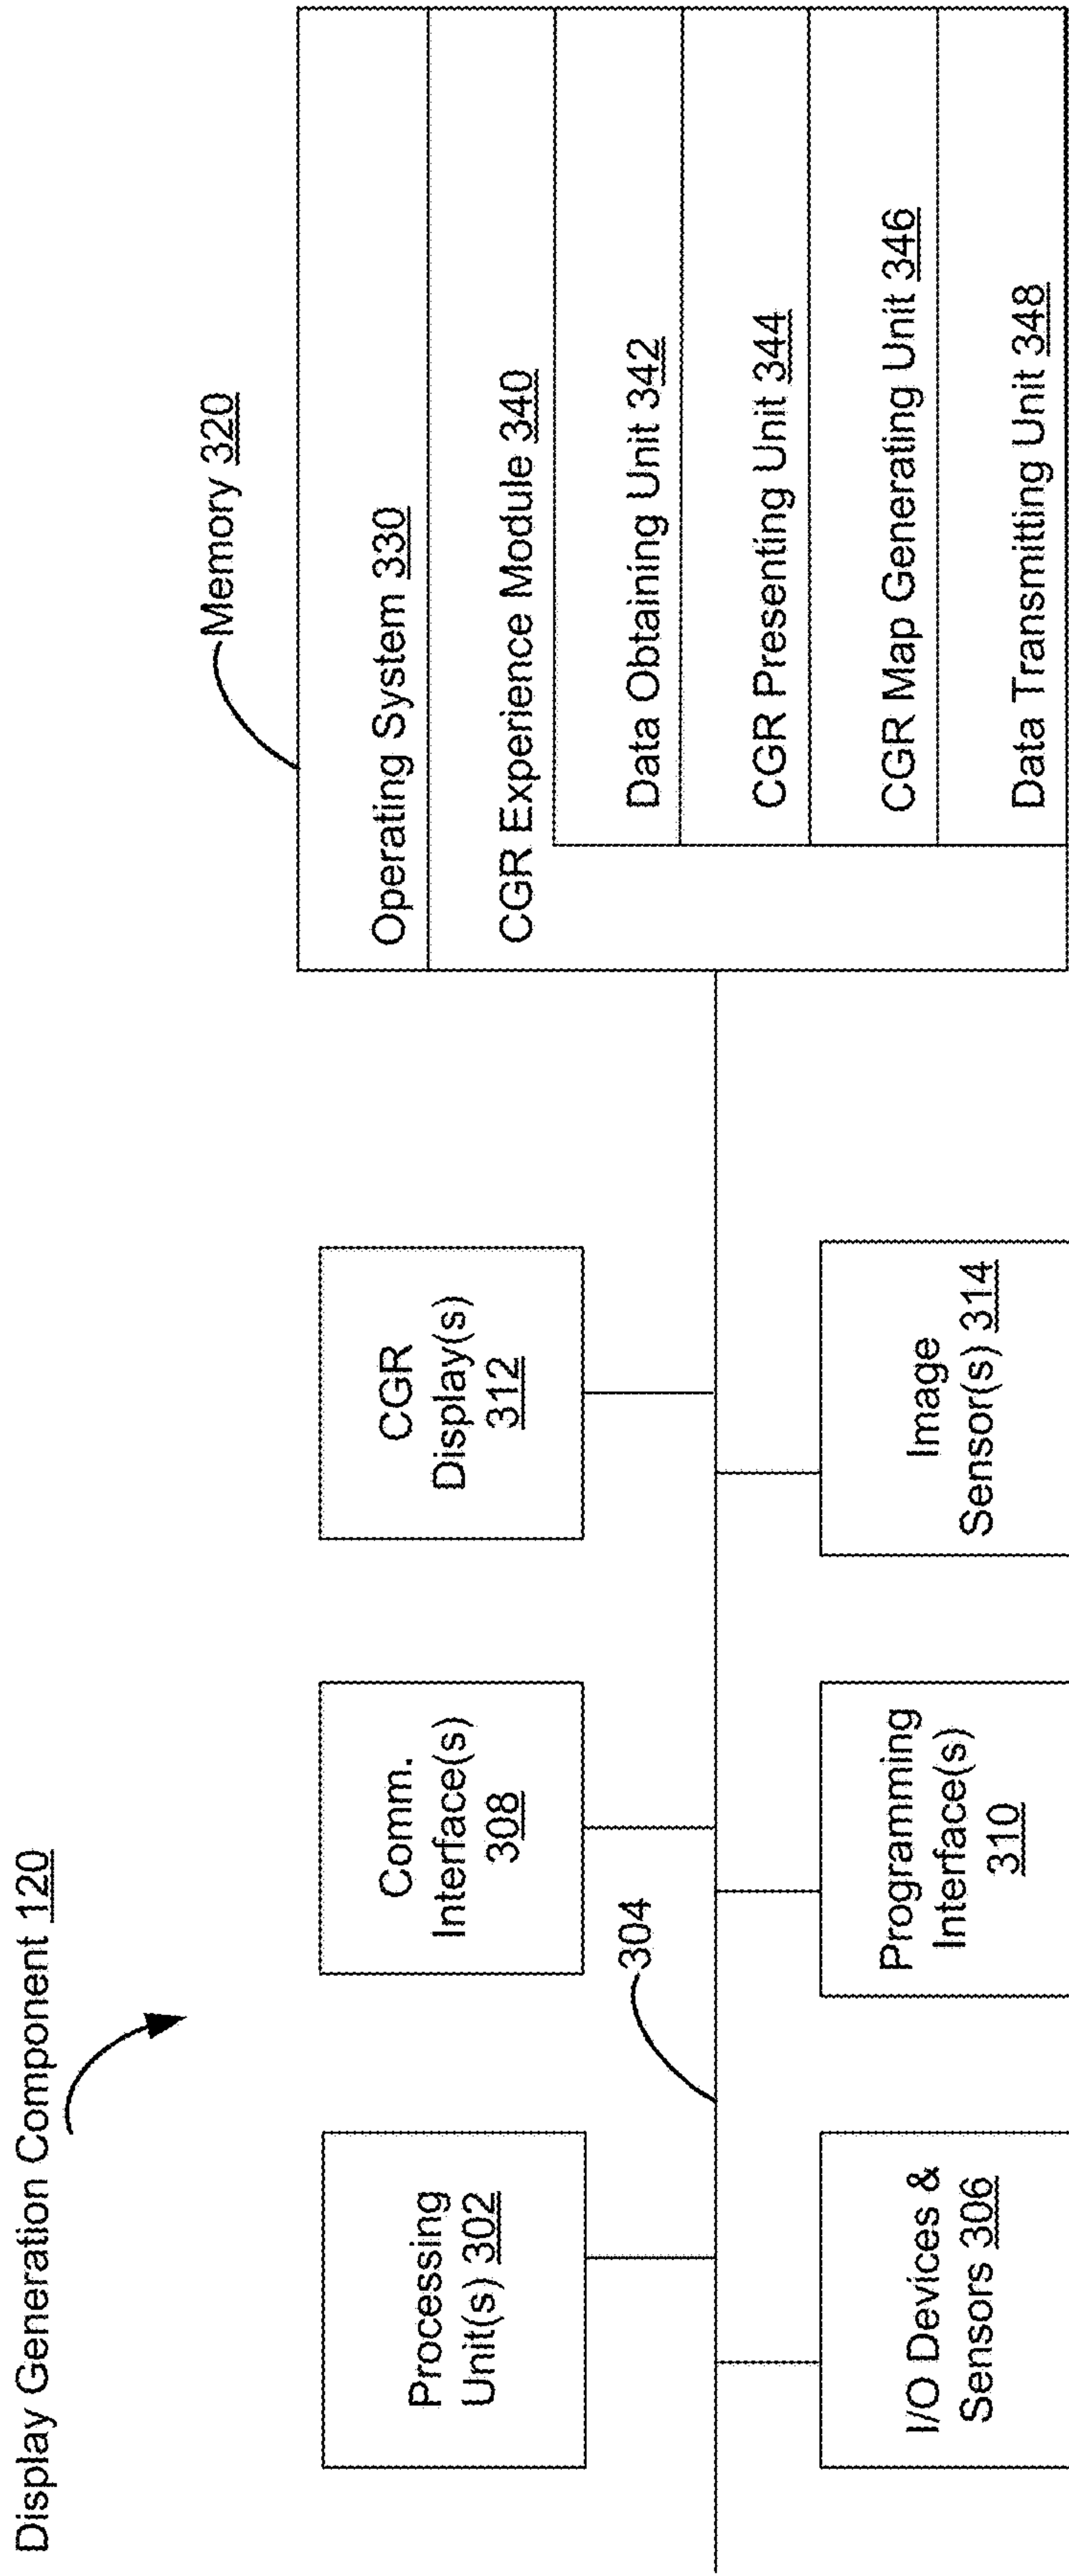 Display Generation Component 120
Processing
Unit(s) 302
Comm.
Interface(s)
308
CGR
Display(s)
312
304
I/O Devices &
Sensors 306
Programming
Interface(s)
310
Image
Sensor(s) 314
Memory 320
Operating System 330
CGR Experience Module 340
Data Obtaining Unit 342
CGR Presenting Unit 344
CGR Map Generating Unit 346
Data Transmitting Unit 348